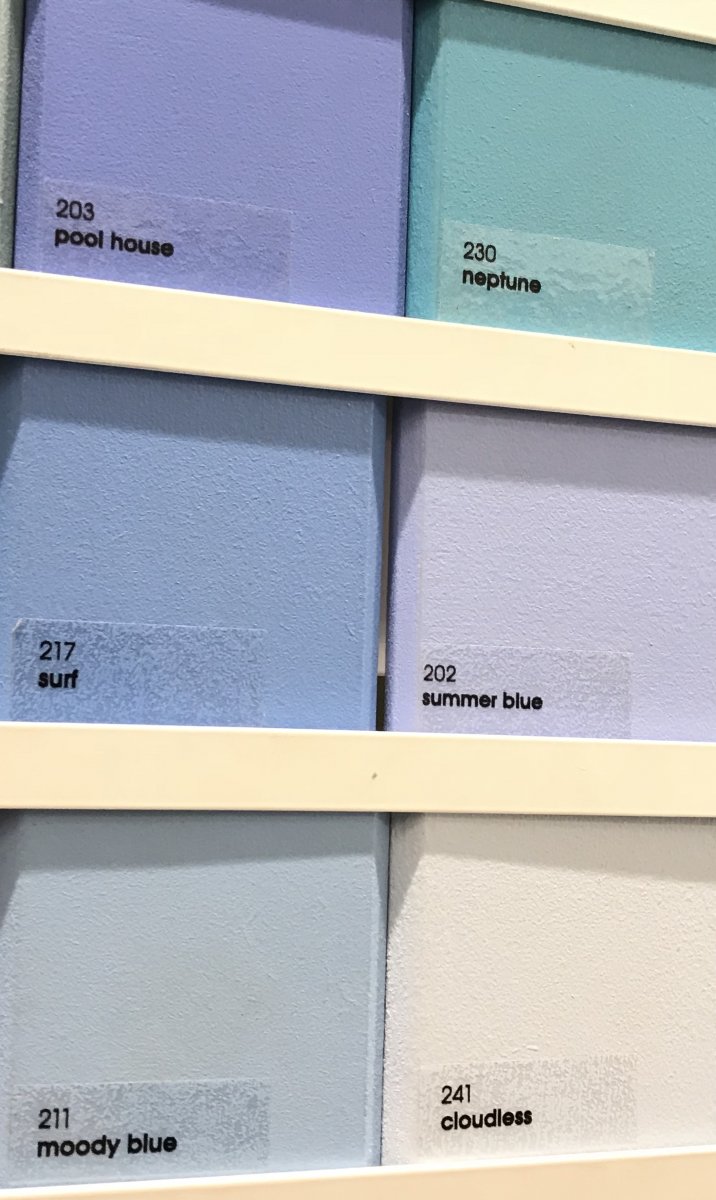 203
pool house
230
neptune
217
surf
202
summer blue
211
moody blue
241
cloudless